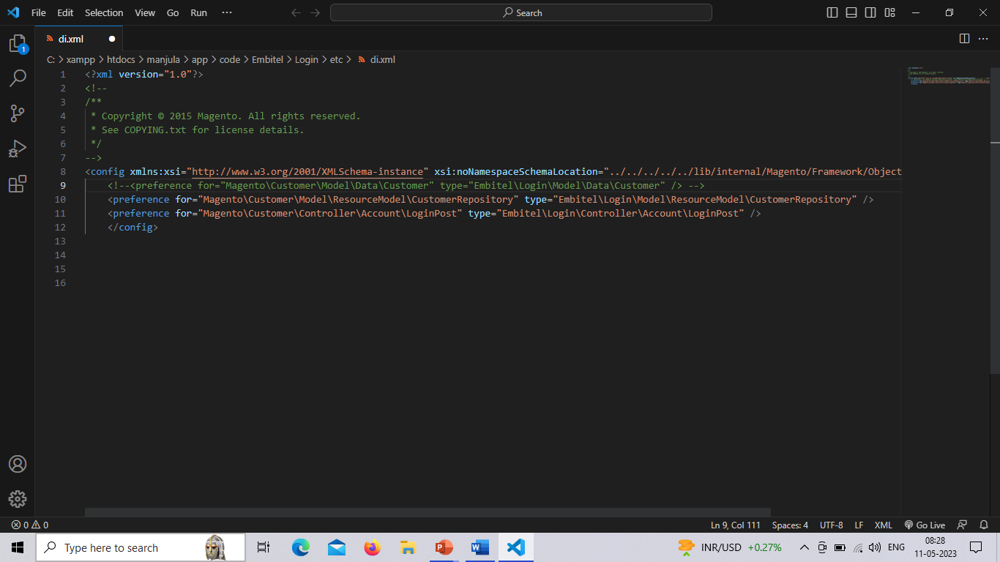 File Edit Selection View Go Run ···
Search
di.xml
C: > xampp > htdocs > manjula > app > code > Embitel > Login > etc > di.xml
1 <?xml version="1.0"?>
2 <!--
3 /**
4  * Copyright © 2015 Magento. All rights reserved.
5  * See COPYING.txt for license details.
6  */
7 -->
8 <config xmlns:xsi="http://www.w3.org/2001/XMLSchema-instance" xsi:noNamespaceSchemaLocation="../../../../../lib/internal/Magento/Framework/Object
9     <!--<preference for="Magento\Customer\Model\Data\Customer" type="Embitel\Login\Model\Data\Customer" /> -->
10     <preference for="Magento\Customer\Model\ResourceModel\CustomerRepository" type="Embitel\Login\Model\ResourceModel\CustomerRepository" />
11     <preference for="Magento\Customer\Controller\Account\LoginPost" type="Embitel\Login\Controller\Account\LoginPost" />
12     </config>
13
14
15
16
1
0 0 Ln 9, Col 111 Spaces: 4 UTF-8 LF XML Go Live
Type here to search INR/USD +0.27% ENG 08:28
11-05-2023